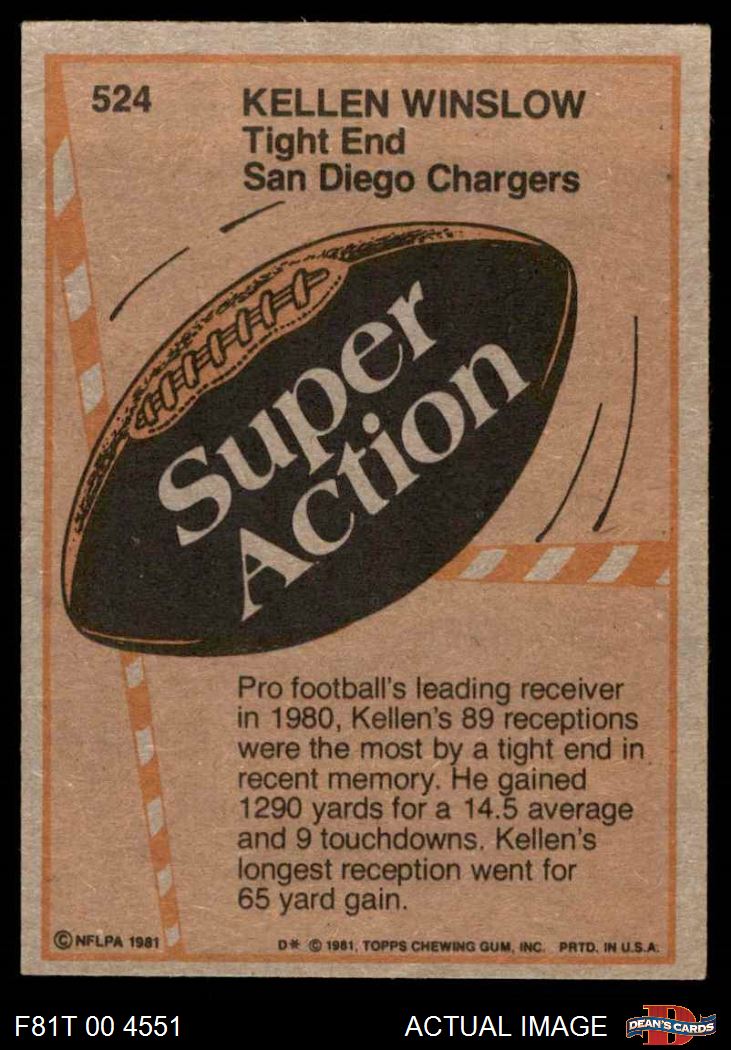 524
KELLEN WINSLOW
Tight End
San Diego Chargers
Super
Action
Pro football's leading receiver
in 1980, Kellen's 89 receptions
were the most by a tight end in
recent memory. He gained
1290 yards for a 14.5 average
and 9 touchdowns. Kellen's
longest reception went for
65 yard gain.
© NFLPA 1981
D* © 1981, TOPPS CHEWING GUM, INC. PRTD. IN U.S.A.
F81T 00 4551
ACTUAL IMAGE
D
DEAN'S CARDS